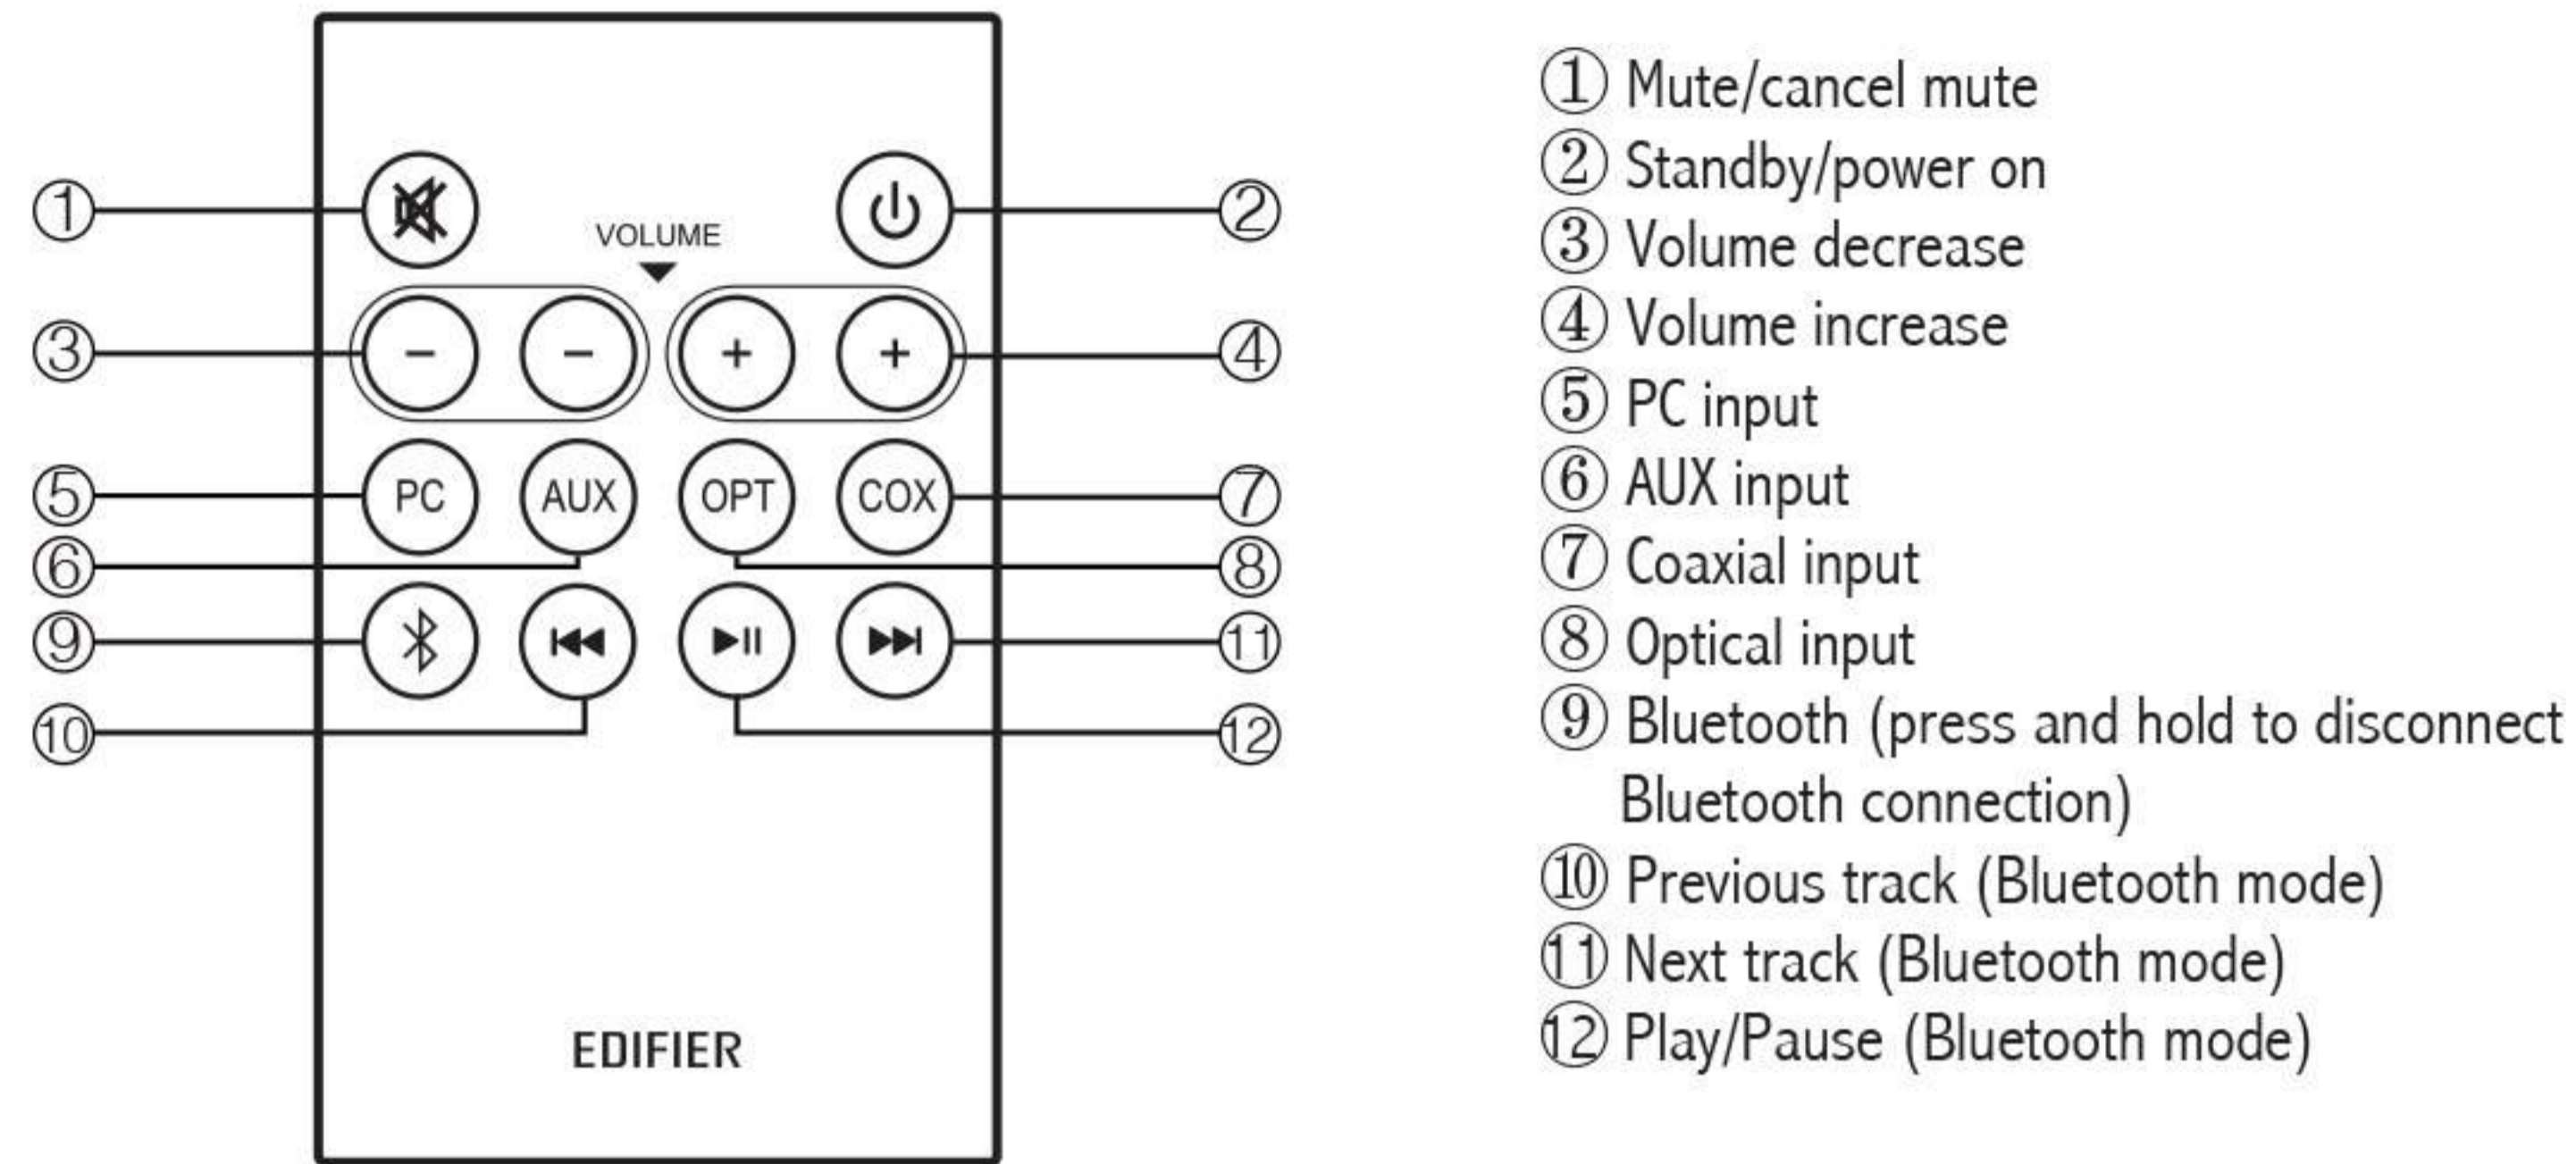 ① ②
VOLUME
③ − − + + ④
⑤ PC AUX OPT COX ⑦
⑥ ⑧
⑨ ⑪
⑩ ⑫
EDIFIER
① Mute/cancel mute
② Standby/power on
③ Volume decrease
④ Volume increase
⑤ PC input
⑥ AUX input
⑦ Coaxial input
⑧ Optical input
⑨ Bluetooth (press and hold to disconnect
Bluetooth connection)
⑩ Previous track (Bluetooth mode)
⑪ Next track (Bluetooth mode)
⑫ Play/Pause (Bluetooth mode)